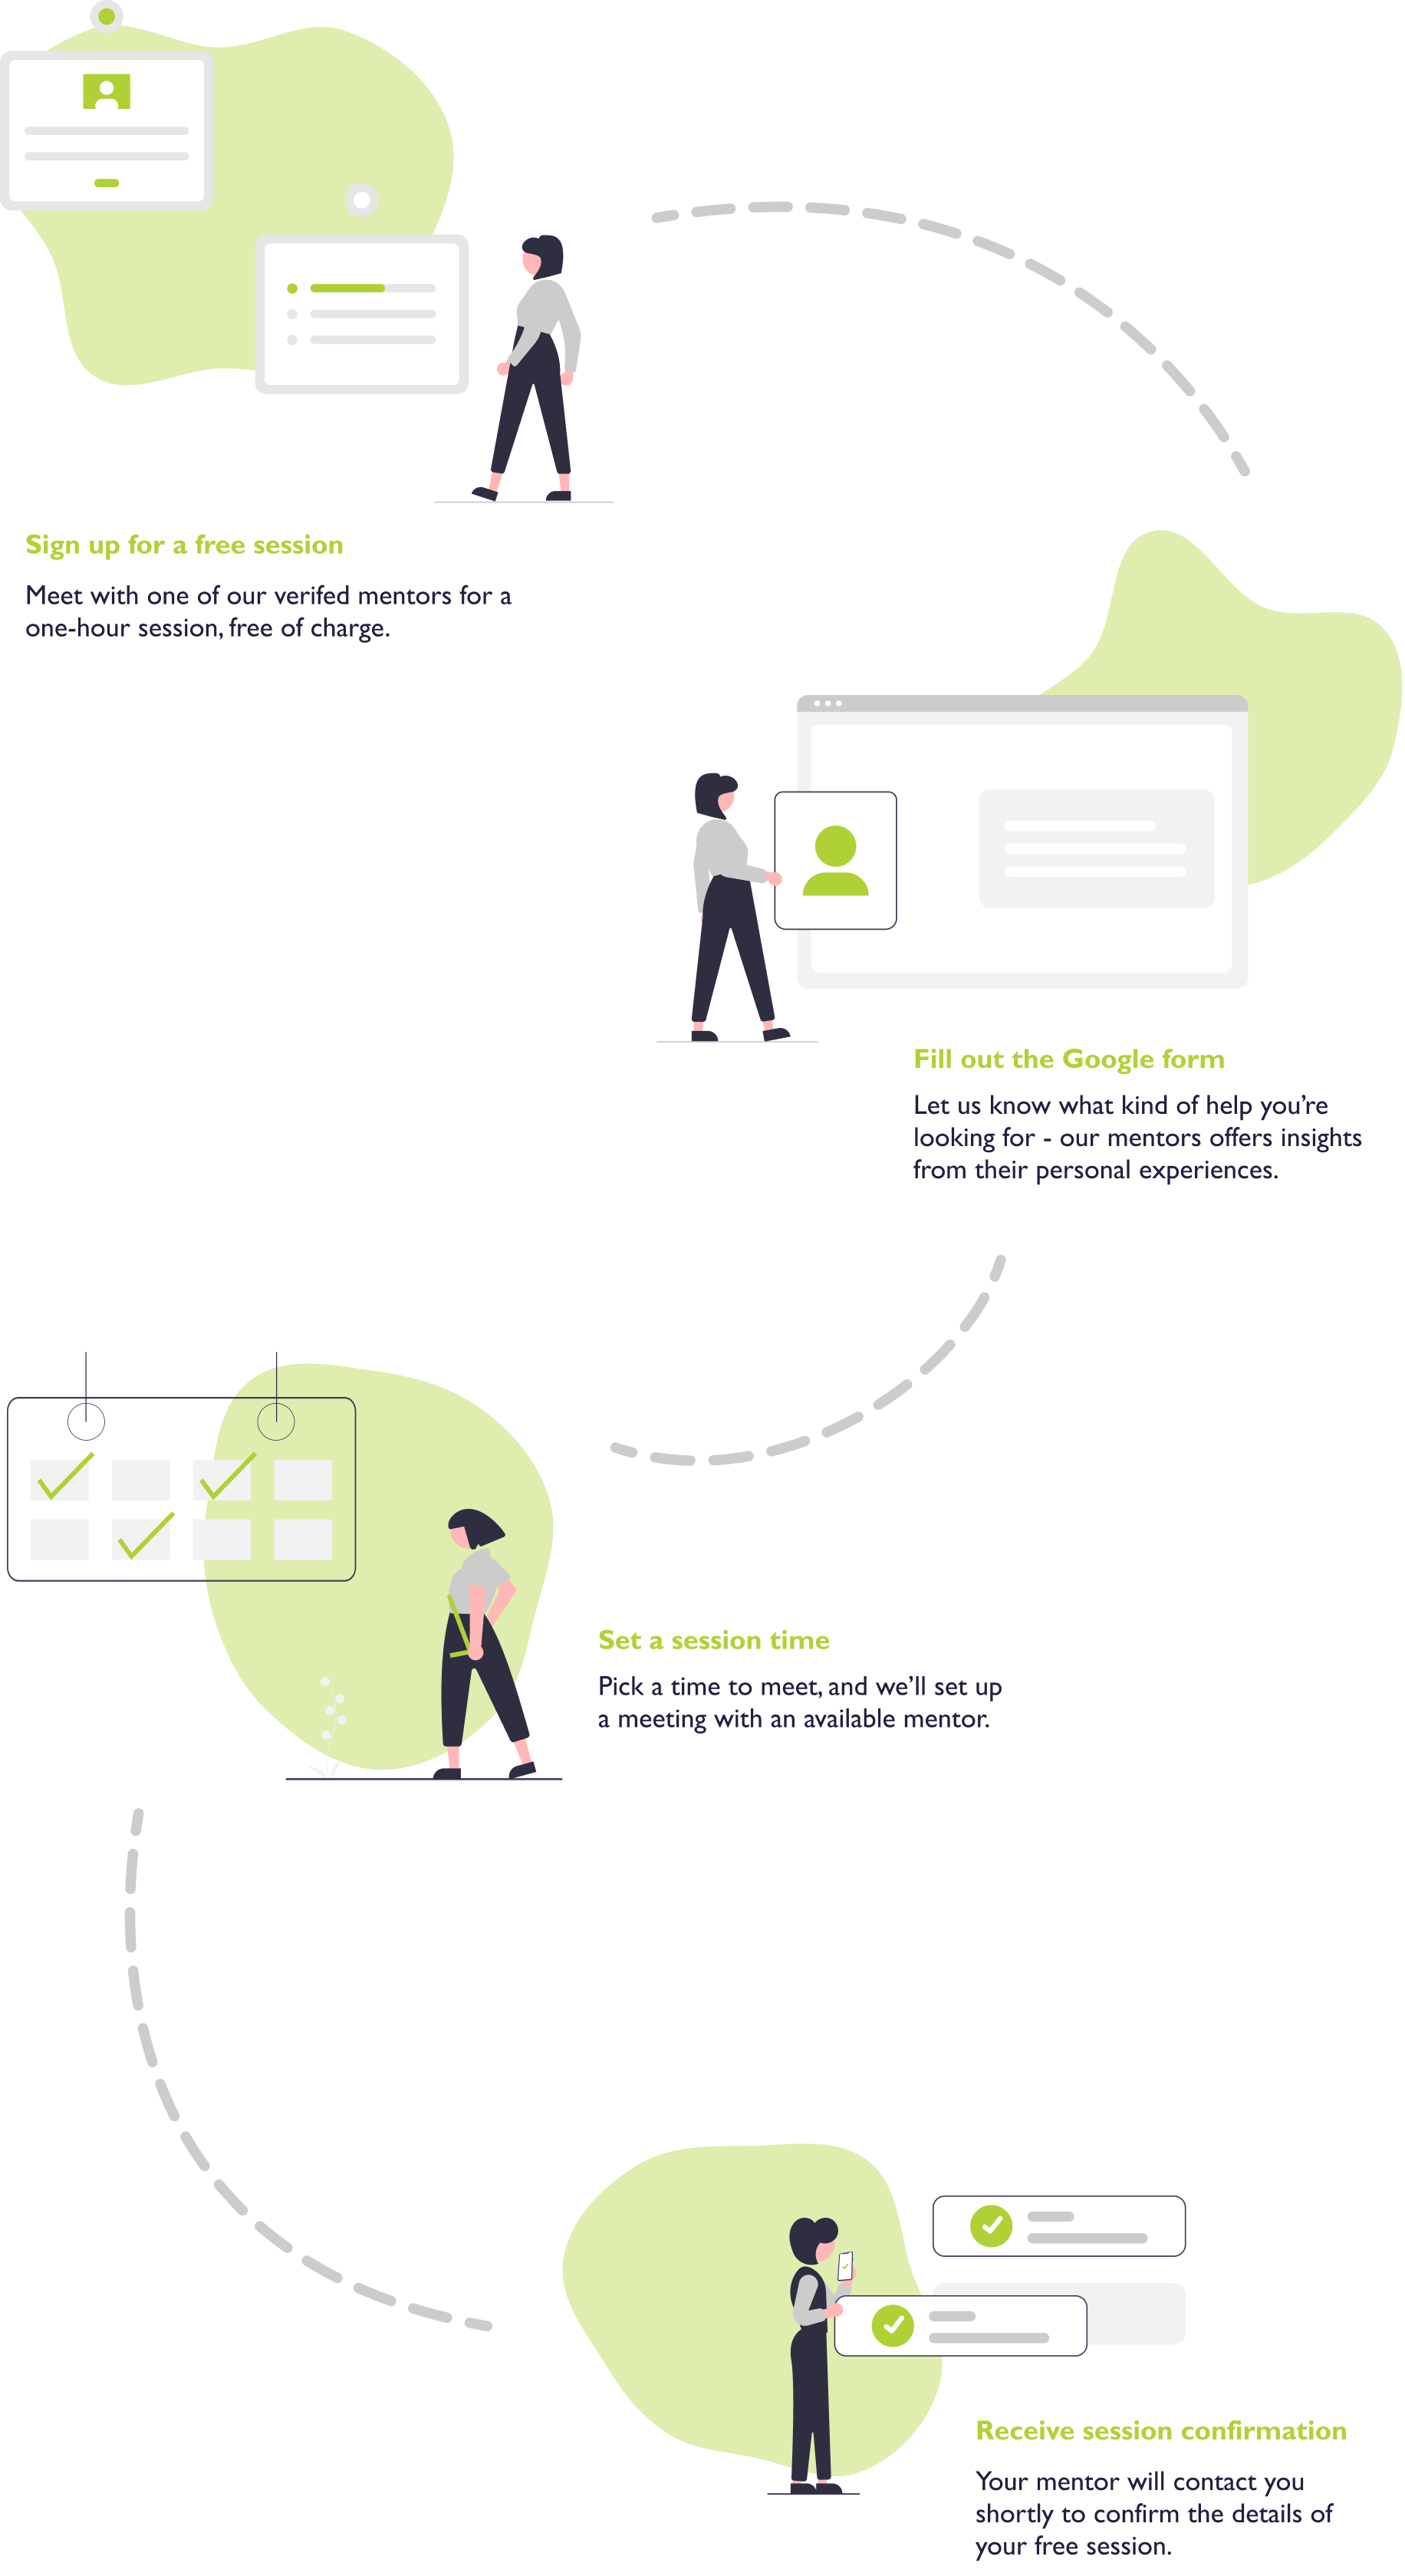 Sign up for a free session
Meet with one of our verifed mentors for a
one-hour session, free of charge.
Fill out the Google form
Let us know what kind of help you’re
looking for - our mentors offers insights
from their personal experiences.
Set a session time
Pick a time to meet, and we’ll set up
a meeting with an available mentor.
Receive session confirmation
Your mentor will contact you
shortly to confirm the details of
your free session.